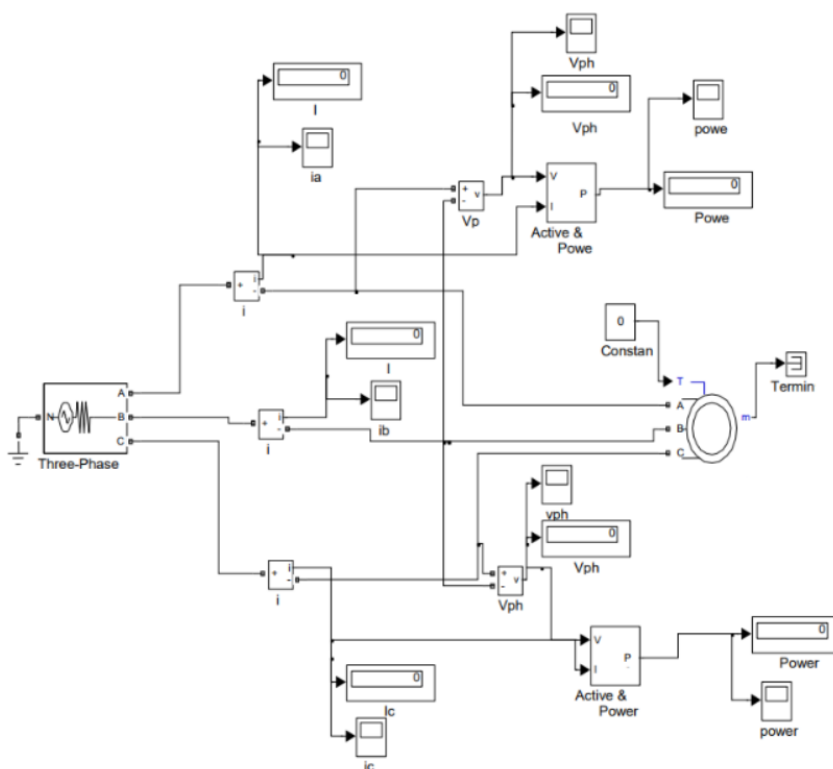 0
Vph
0
I
0
Vph
powe
ia
+
-
v
Vp
V
I
P
Active &
Powe
0
Powe
+
i
-
i
0
Constan
0
I
Termin
T
A
N
B
C
Three-Phase
ib
+
i
-
i
A
B
C
m
vph
0
Vph
+
i
-
i
+
-
v
Vph
V
I
P
Active &
Power
0
Power
0
Ic
power
ic